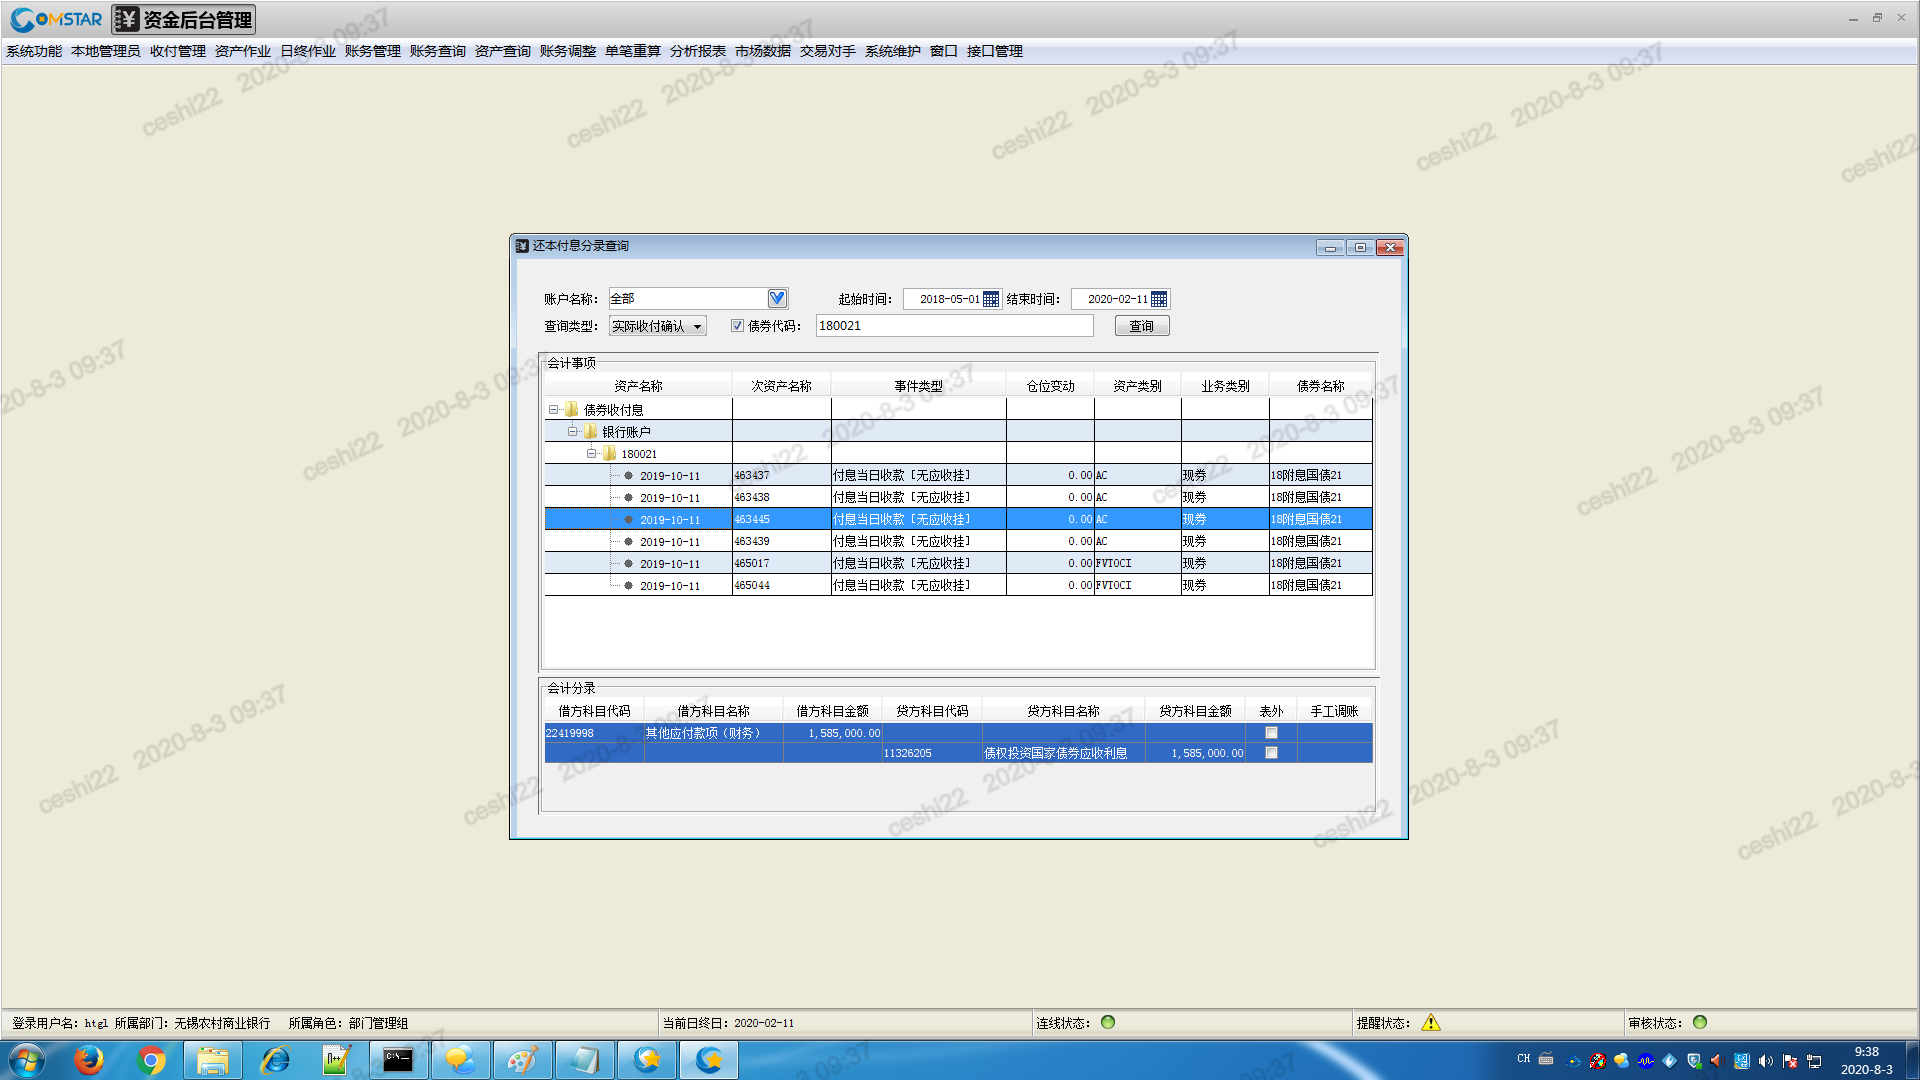 COMSTAR 资金后台管理
系统功能 本地管理员 收付管理 资产作业 日终作业 账务管理 账务查询 资产查询 账务调整 单笔重算 分析报表 市场数据 交易对手 系统维护 窗口 接口管理
还本付息分录查询
账户名称： 全部 起始时间： 2018-05-01 结束时间： 2020-02-11
查询类型： 实际收付确认 债券代码： 180021 查询
会计事项
资产名称 次资产名称 事件类型 仓位变动 资产类别 业务类别 债券名称
债券收付息
银行账户
180021
2019-10-11 463437 付息当日收款［无应收挂］ 0.00 AC 现券 18附息国债21
2019-10-11 463438 付息当日收款［无应收挂］ 0.00 AC 现券 18附息国债21
2019-10-11 463445 付息当日收款［无应收挂］ 0.00 AC 现券 18附息国债21
2019-10-11 463439 付息当日收款［无应收挂］ 0.00 AC 现券 18附息国债21
2019-10-11 465017 付息当日收款［无应收挂］ 0.00 FVTOCI 现券 18附息国债21
2019-10-11 465044 付息当日收款［无应收挂］ 0.00 FVTOCI 现券 18附息国债21
会计分录
借方科目代码 借方科目名称 借方科目金额 贷方科目代码 贷方科目名称 贷方科目金额 表外 手工调账
22419998 其他应付款项（财务） 1,585,000.00
11326205 债权投资国家债券应收利息 1,585,000.00
登录用户名：htgl 所属部门：无锡农村商业银行 所属角色：部门管理组 当前日终日：2020-02-11 连线状态： 提醒状态： 审核状态：
CH 9:38
2020-8-3
ceshi22 2020-8-3 09:37